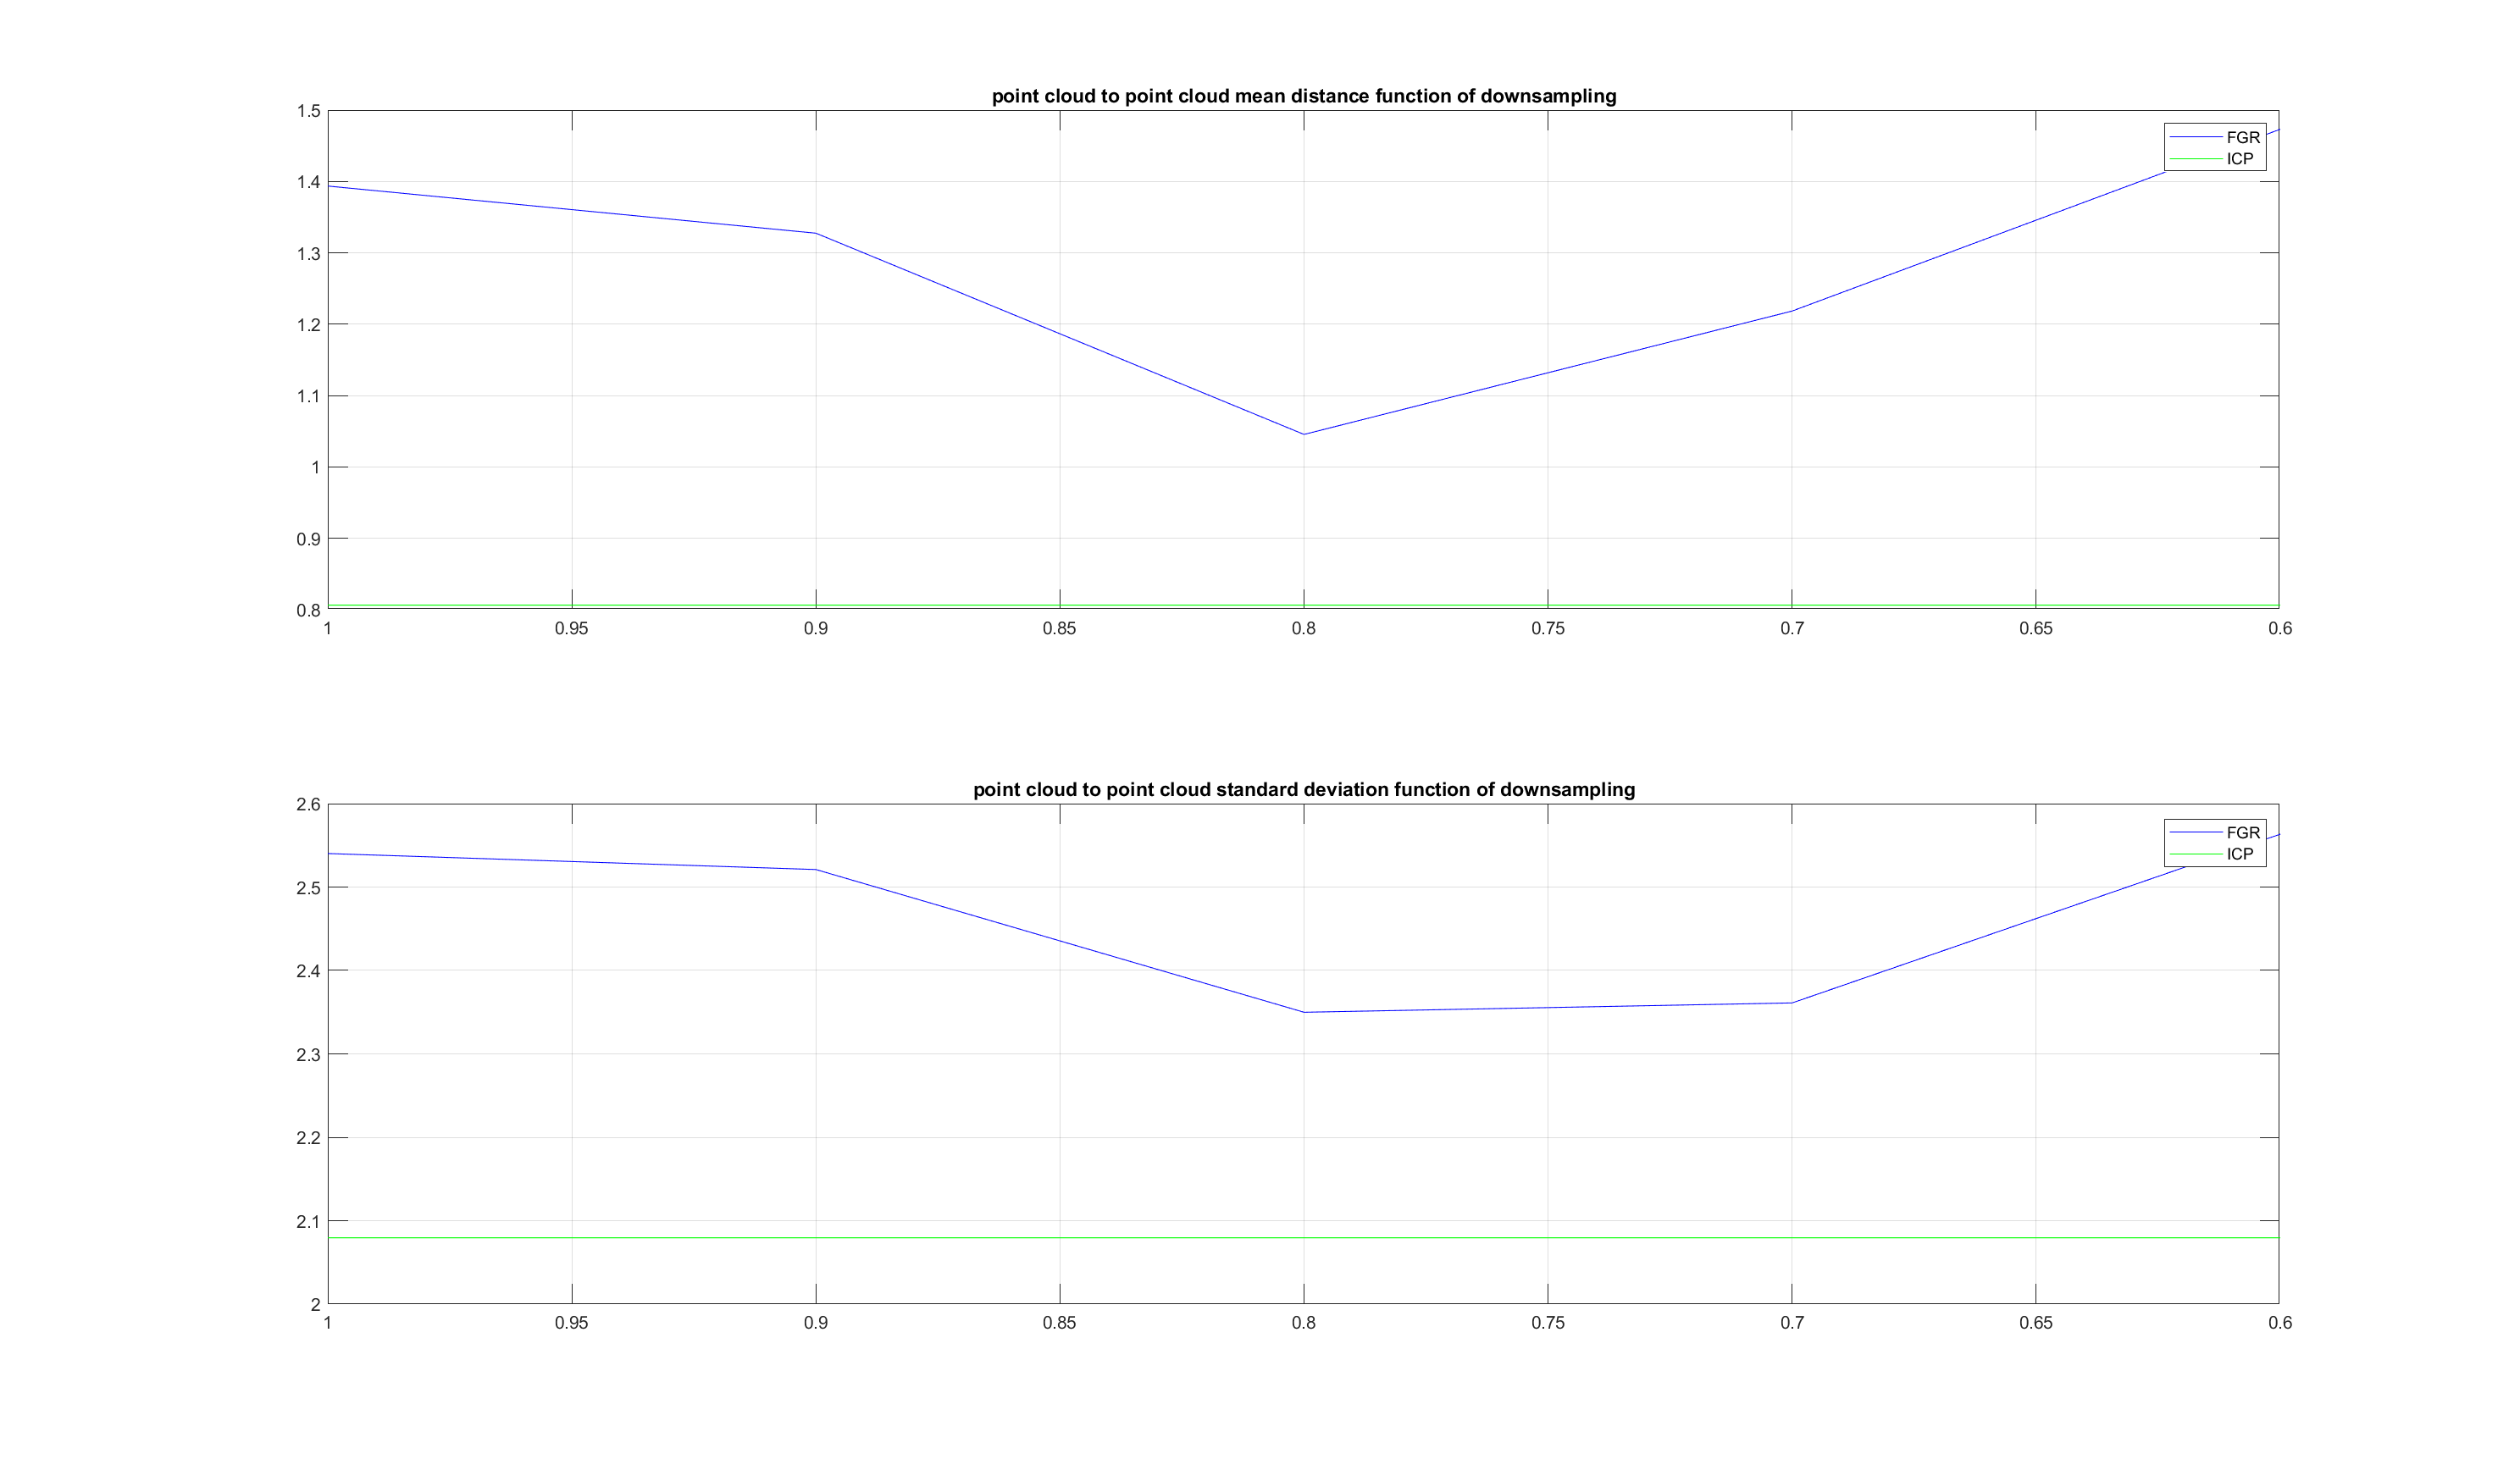 point cloud to point cloud mean distance function of downsampling
1.5
1.4
1.3
1.2
1.1
1
0.9
0.8
FGR
ICP
1 0.95 0.9 0.85 0.8 0.75 0.7 0.65 0.6
point cloud to point cloud standard deviation function of downsampling
2.6
2.5
2.4
2.3
2.2
2.1
2
FGR
ICP
1 0.95 0.9 0.85 0.8 0.75 0.7 0.65 0.6